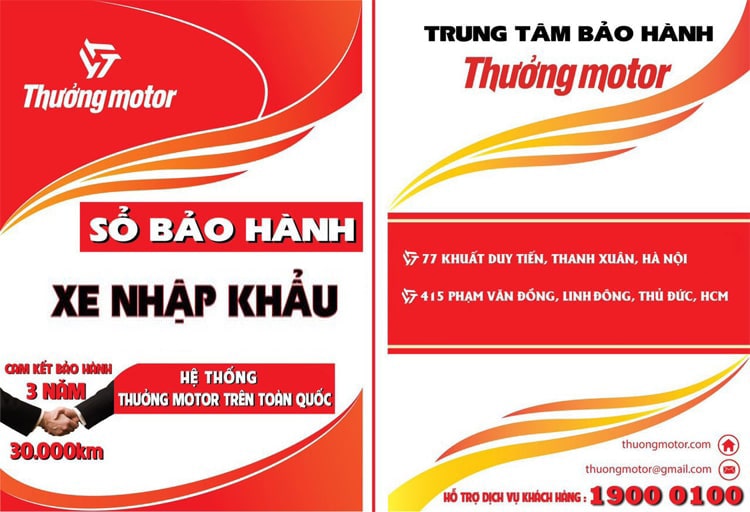 Thưởng motor
SỔ BẢO HÀNH
XE NHẬP KHẨU
CAM KẾT BẢO HÀNH
3 NĂM
30.000km
HỆ THỐNG
THƯỞNG MOTOR TRÊN TOÀN QUỐC
TRUNG TÂM BẢO HÀNH
Thưởng motor
77 KHUẤT DUY TIẾN, THANH XUÂN, HÀ NỘI
415 PHẠM VĂN ĐỒNG, LINH ĐÔNG, THỦ ĐỨC, HCM
thuongmotor.com
thuongmotor@gmail.com
HỖ TRỢ DỊCH VỤ KHÁCH HÀNG : 1900 0100